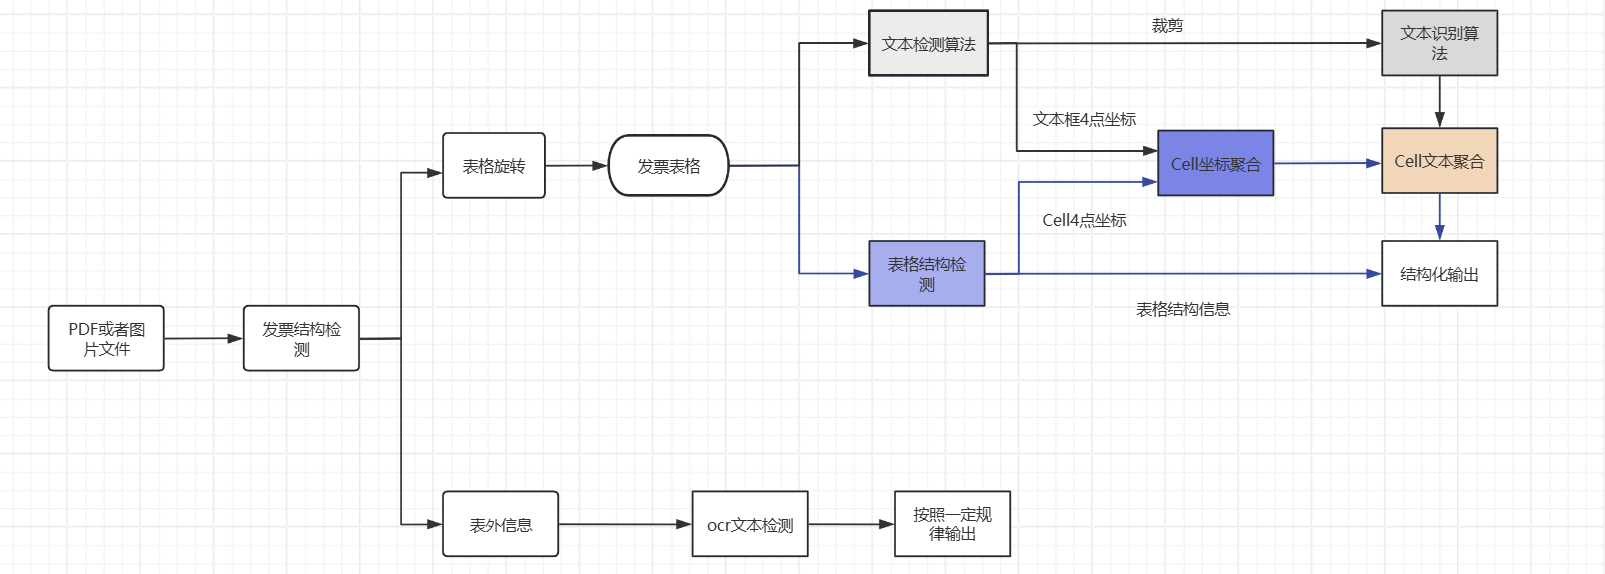 文本检测算法
裁剪
文本识别算
法
文本框4点坐标
表格旋转
发票表格
Cell坐标聚合
Cell文本聚合
Cell4点坐标
表格结构检
测
结构化输出
表格结构信息
PDF或者图
片文件
发票结构检
测
表外信息
ocr文本检测
按照一定规
律输出